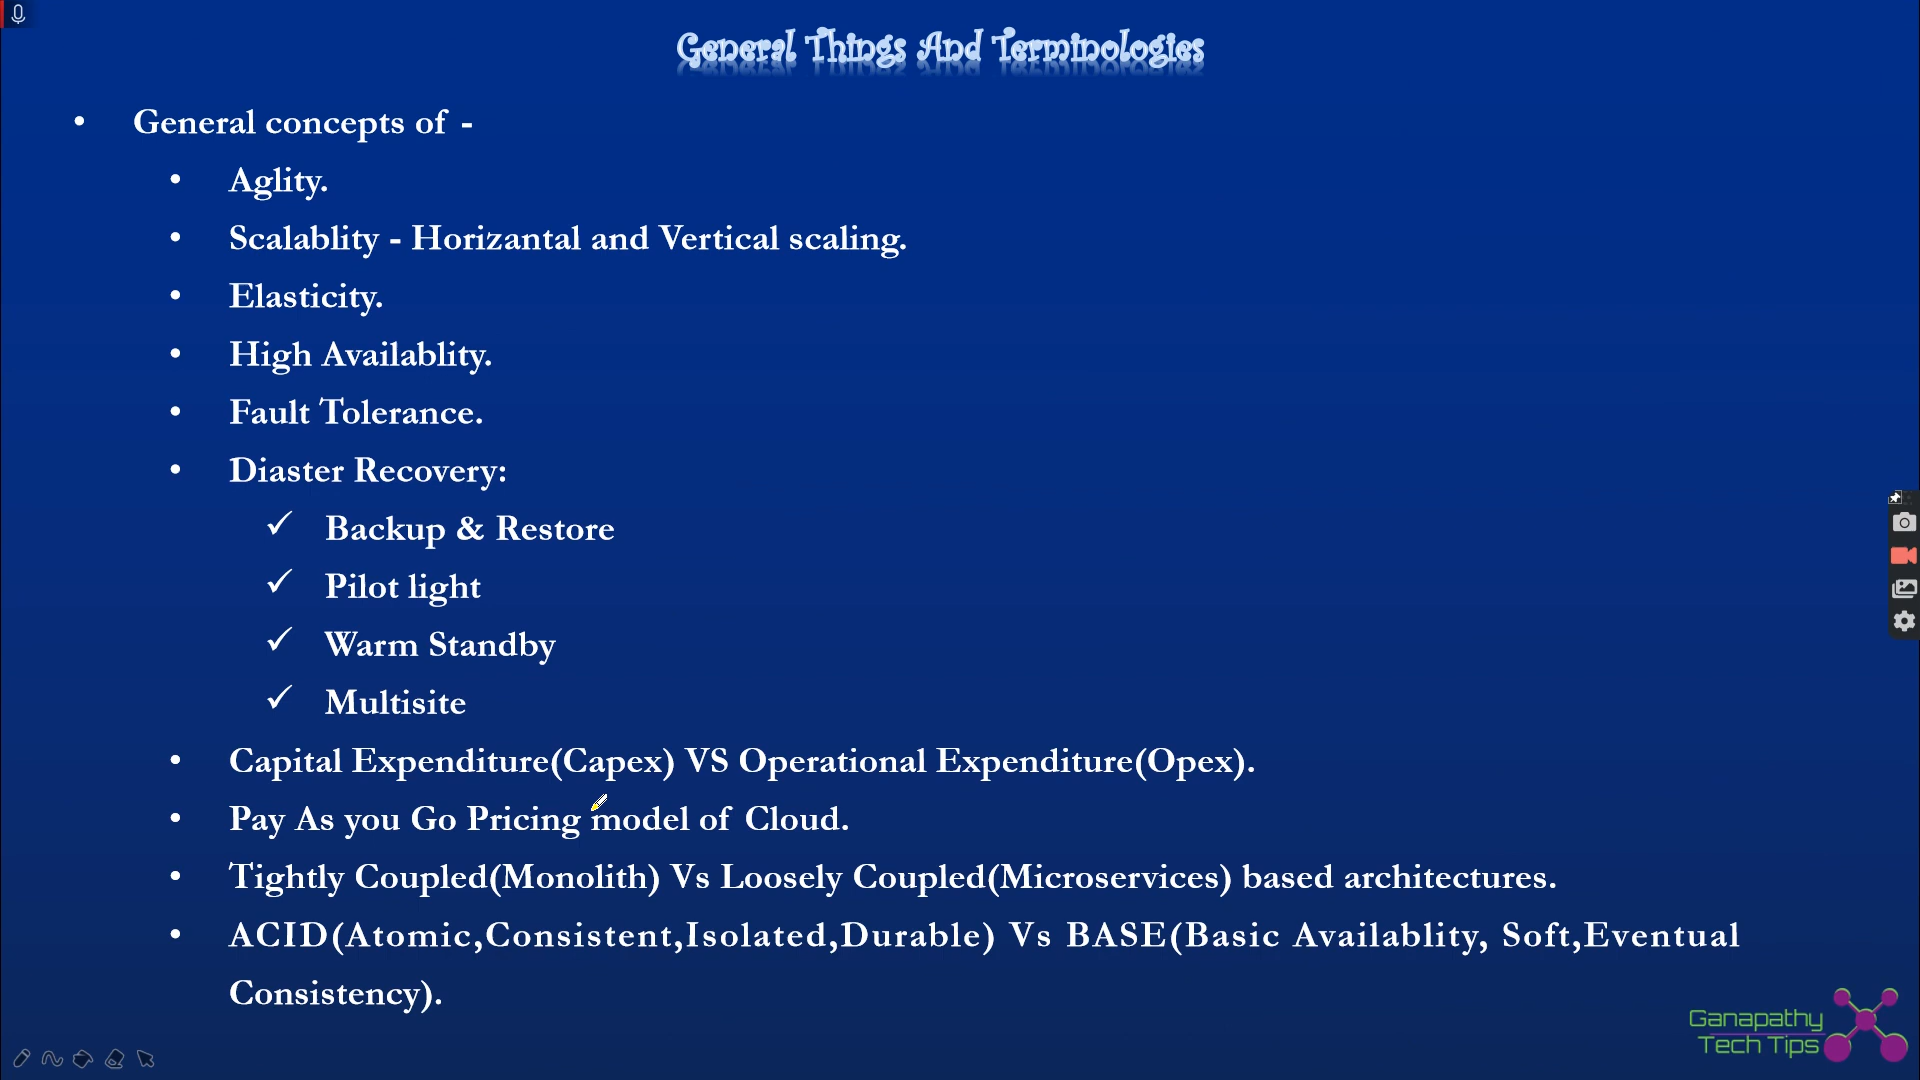 General Things And Terminologies
• General concepts of -
• Aglity.
• Scalablity - Horizantal and Vertical scaling.
• Elasticity.
• High Availablity.
• Fault Tolerance.
• Diaster Recovery:
✓ Backup & Restore
✓ Pilot light
✓ Warm Standby
✓ Multisite
• Capital Expenditure(Capex) VS Operational Expenditure(Opex).
• Pay As you Go Pricing model of Cloud.
• Tightly Coupled(Monolith) Vs Loosely Coupled(Microservices) based architectures.
• ACID(Atomic,Consistent,Isolated,Durable) Vs BASE(Basic Availablity, Soft,Eventual
Consistency).
Ganapathy
Tech Tips